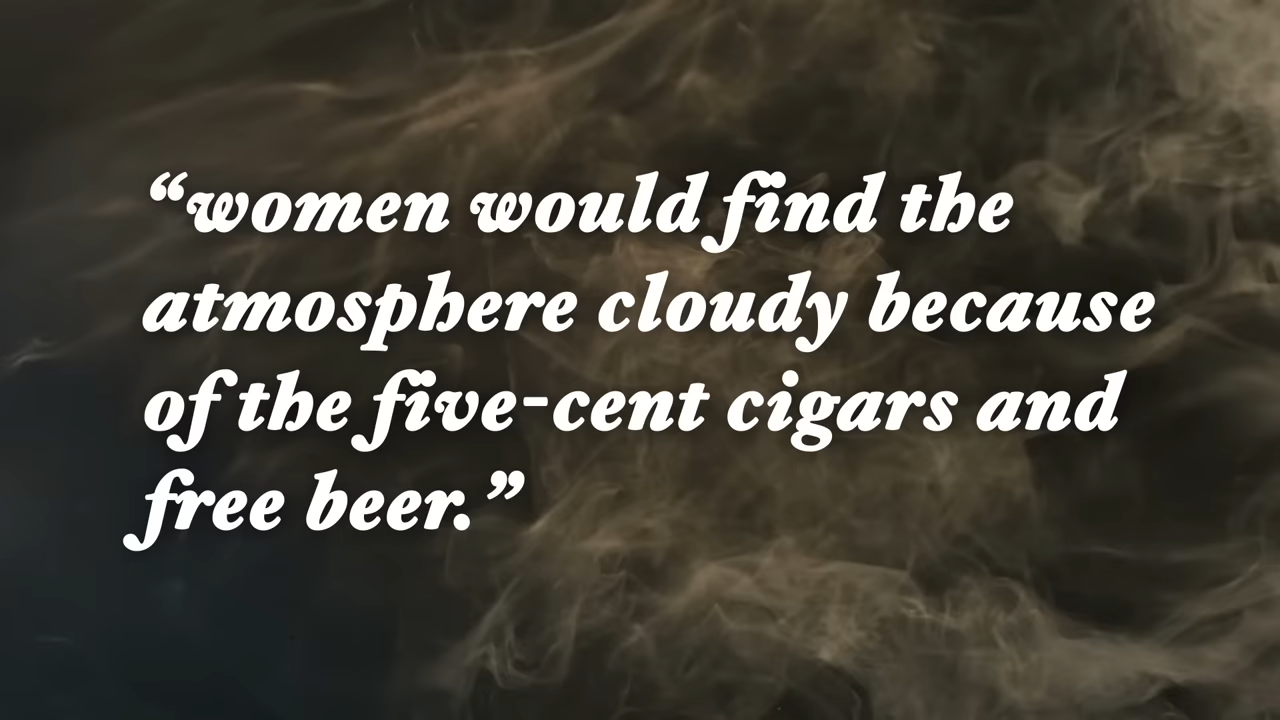 “women would find the
atmosphere cloudy because
of the five-cent cigars and
free beer.”